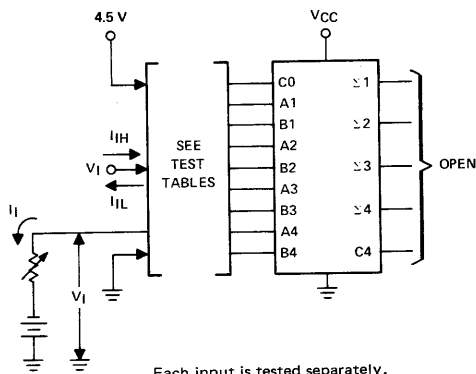 4.5 V
VCC
C0
A1
B1
A2
B2
A3
B3
A4
B4
Σ1
Σ2
Σ3
Σ4
C4
OPEN
SEE
TEST
TABLES
IIH
VI
IIL
II
VI
Each input is tested separately.